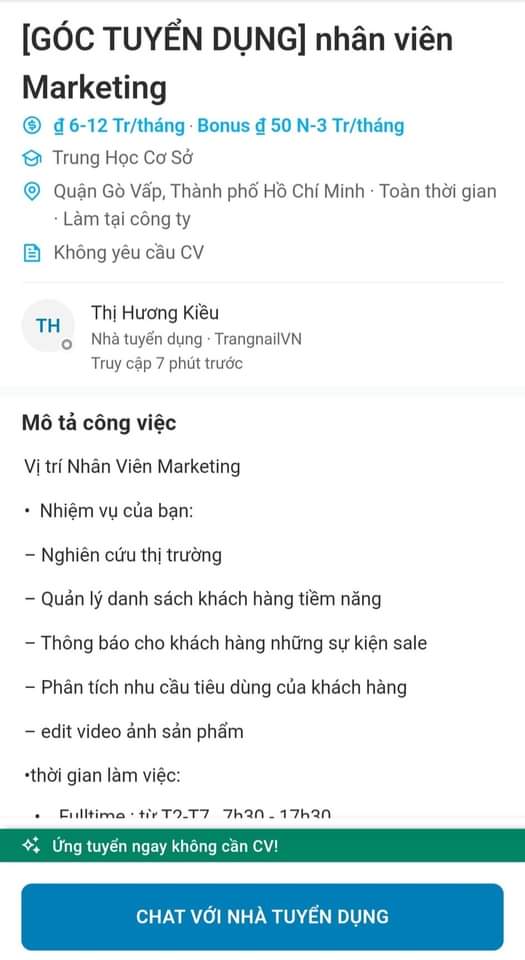 [GÓC TUYỂN DỤNG] nhân viên
Marketing
₫ 6-12 Tr/tháng · Bonus ₫ 50 N-3 Tr/tháng
Trung Học Cơ Sở
Quận Gò Vấp, Thành phố Hồ Chí Minh · Toàn thời gian
· Làm tại công ty
Không yêu cầu CV
TH
Thị Hương Kiều
Nhà tuyển dụng · TrangnailVN
Truy cập 7 phút trước
Mô tả công việc
Vị trí Nhân Viên Marketing
• Nhiệm vụ của bạn:
– Nghiên cứu thị trường
– Quản lý danh sách khách hàng tiềm năng
– Thông báo cho khách hàng những sự kiện sale
– Phân tích nhu cầu tiêu dùng của khách hàng
– edit video ảnh sản phẩm
•thời gian làm việc:
• Fulltime : từ T2-T7 7h30 - 17h30
Ứng tuyển ngay không cần CV!
CHAT VỚI NHÀ TUYỂN DỤNG